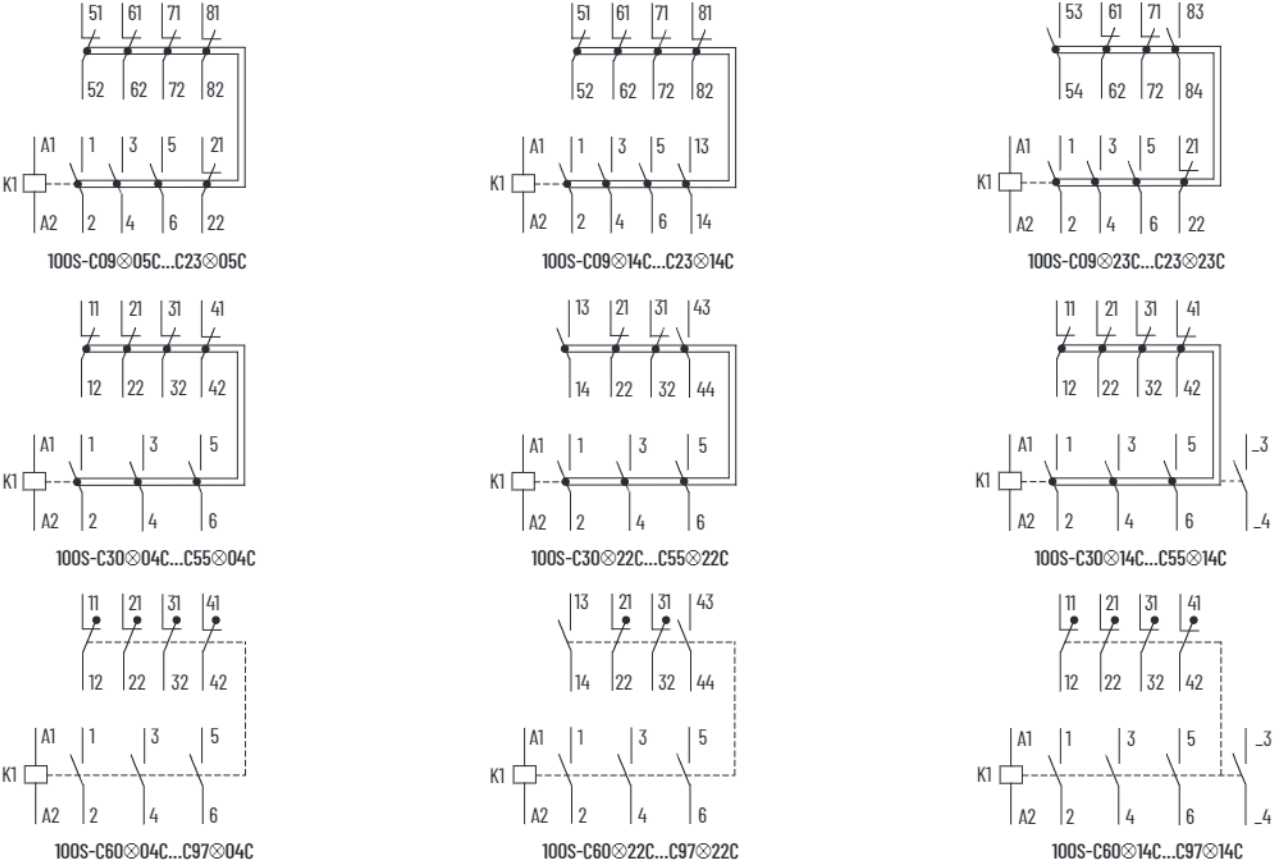 51 61 71 81 51 61 71 81 53 61 71 83
52 62 72 82 52 62 72 82 54 62 72 84
A1 1 3 5 21 A1 1 3 5 13 A1 1 3 5 21
K1 K1 K1
A2 2 4 6 22 A2 2 4 6 14 A2 2 4 6 22
100S-C09⊗05C...C23⊗05C 100S-C09⊗14C...C23⊗14C 100S-C09⊗23C...C23⊗23C
11 21 31 41 13 21 31 43 11 21 31 41
12 22 32 42 14 22 32 44 12 22 32 42
A1 1 3 5 A1 1 3 5 A1 1 3 5 _3
K1 K1 K1
A2 2 4 6 A2 2 4 6 A2 2 4 6 _4
100S-C30⊗04C...C55⊗04C 100S-C30⊗22C...C55⊗22C 100S-C30⊗14C...C55⊗14C
11 21 31 41 13 21 31 43 11 21 31 41
12 22 32 42 14 22 32 44 12 22 32 42
A1 1 3 5 A1 1 3 5 A1 1 3 5 _3
K1 K1 K1
A2 2 4 6 A2 2 4 6 A2 2 4 6 _4
100S-C60⊗04C...C97⊗04C 100S-C60⊗22C...C97⊗22C 100S-C60⊗14C...C97⊗14C